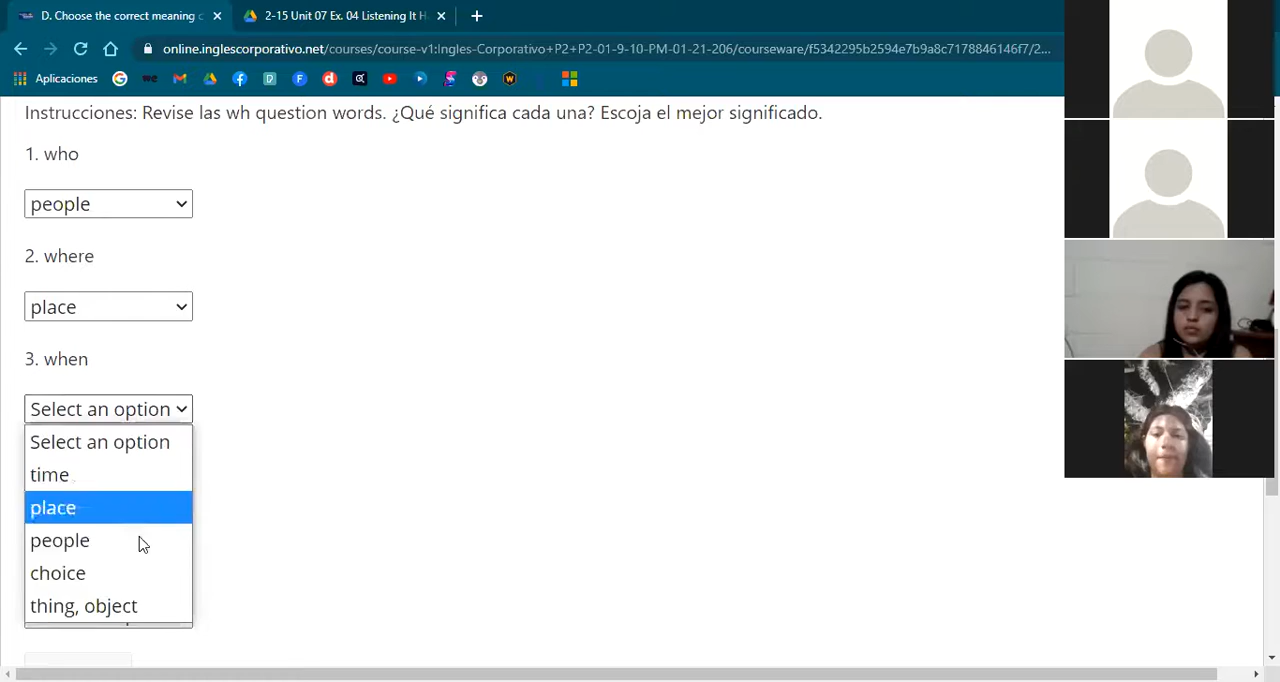 D. Choose the correct meaning c
2-15 Unit 07 Ex. 04 Listening It H
online.inglescorporativo.net/courses/course-v1:Ingles-Corporativo+P2+P2-01-9-10-PM-01-21-206/courseware/f5342295b2594e7b9a8c7178846146f7/2...
Aplicaciones
Instrucciones: Revise las wh question words. ¿Qué significa cada una? Escoja el mejor significado.
1. who
people
2. where
place
3. when
Select an option
Select an option
time
place
people
choice
thing, object